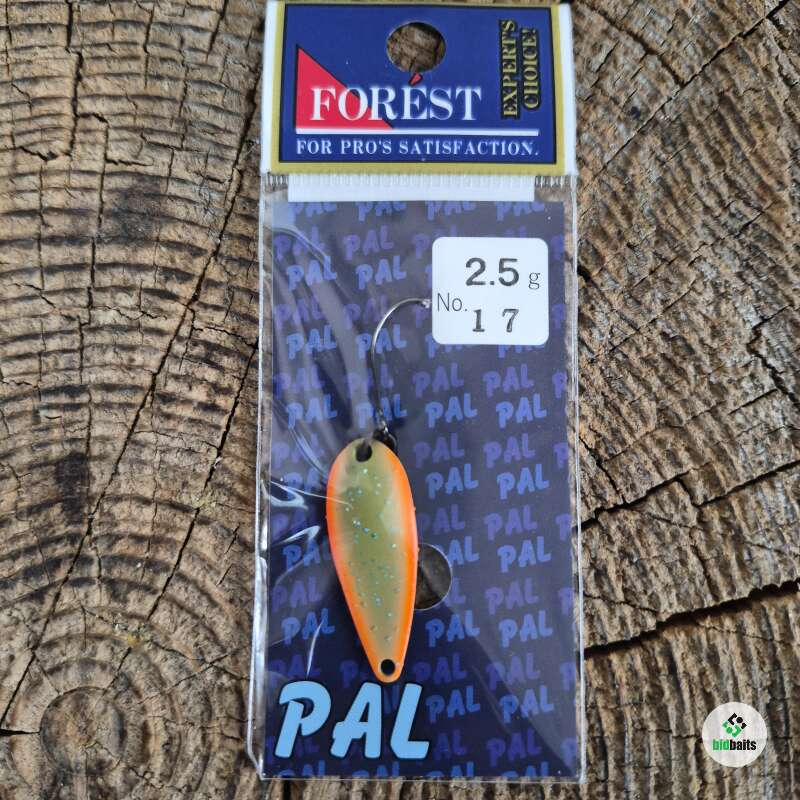 FORÉST
EXPERT'S
CHOICE!
FOR PRO'S SATISFACTION.
2.5 g
No. 17
PAL
bidbaits